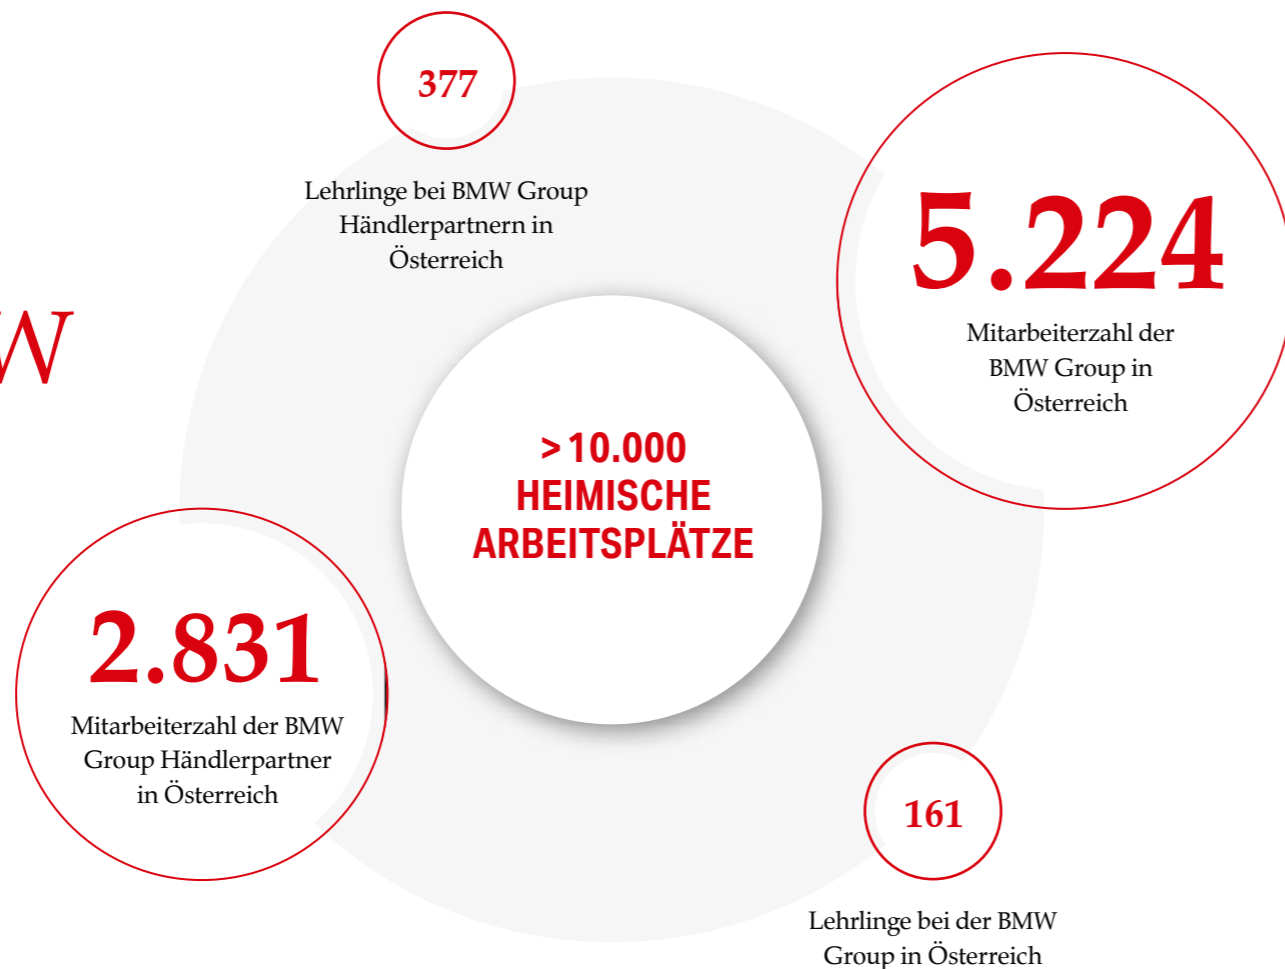 377
Lehrlinge bei BMW Group
Händlerpartnern in
Österreich
5.224
Mitarbeiterzahl der
BMW Group in
Österreich
W
> 10.000
HEIMISCHE
ARBEITSPLÄTZE
2.831
Mitarbeiterzahl der BMW
Group Händlerpartner
in Österreich
161
Lehrlinge bei der BMW
Group in Österreich